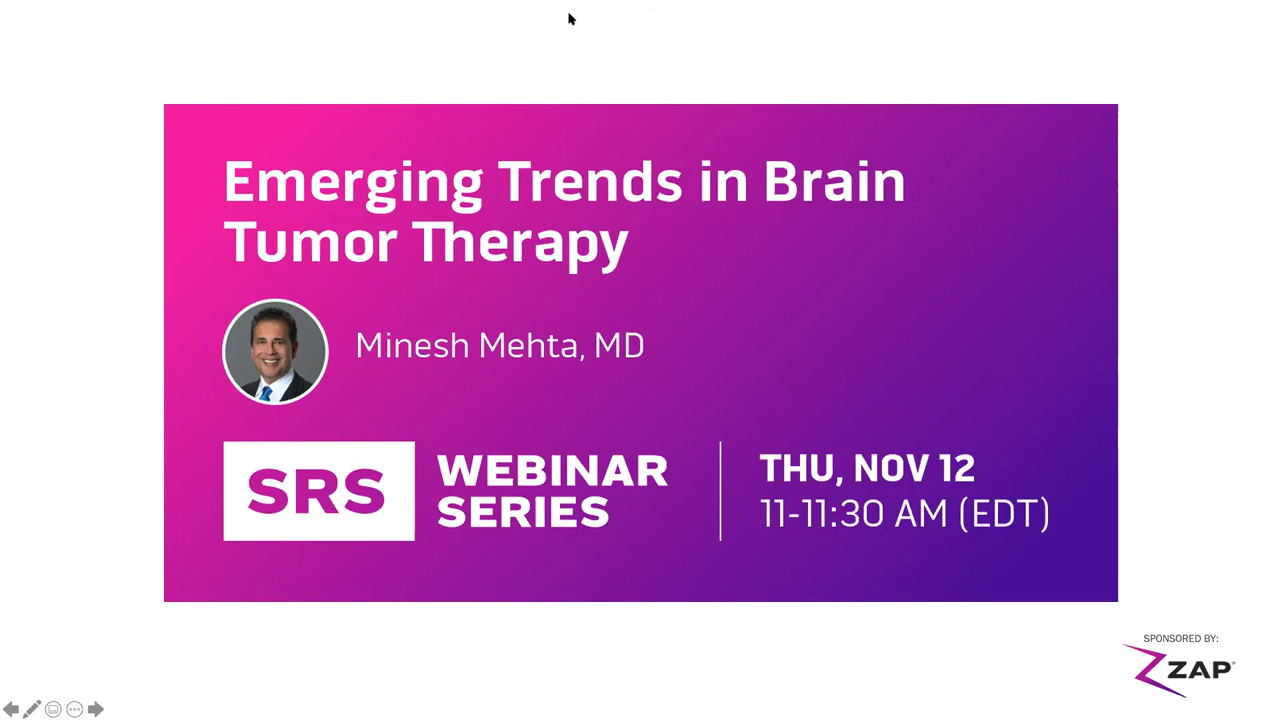 Emerging Trends in Brain
Tumor Therapy
Minesh Mehta, MD
SRS
WEBINAR
SERIES
THU, NOV 12
11-11:30 AM (EDT)
SPONSORED BY:
ZAP®